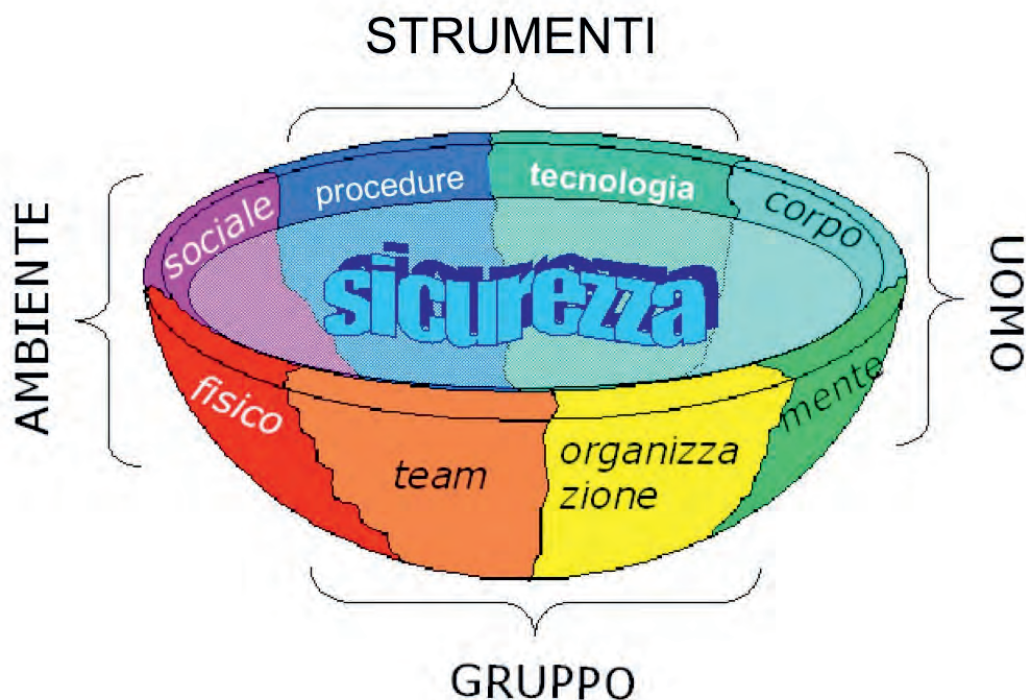 STRUMENTI
procedure
tecnologia
sociale
corpo
AMBIENTE
sicurezza
UOMO
fisico
mente
team
organizza
zione
GRUPPO